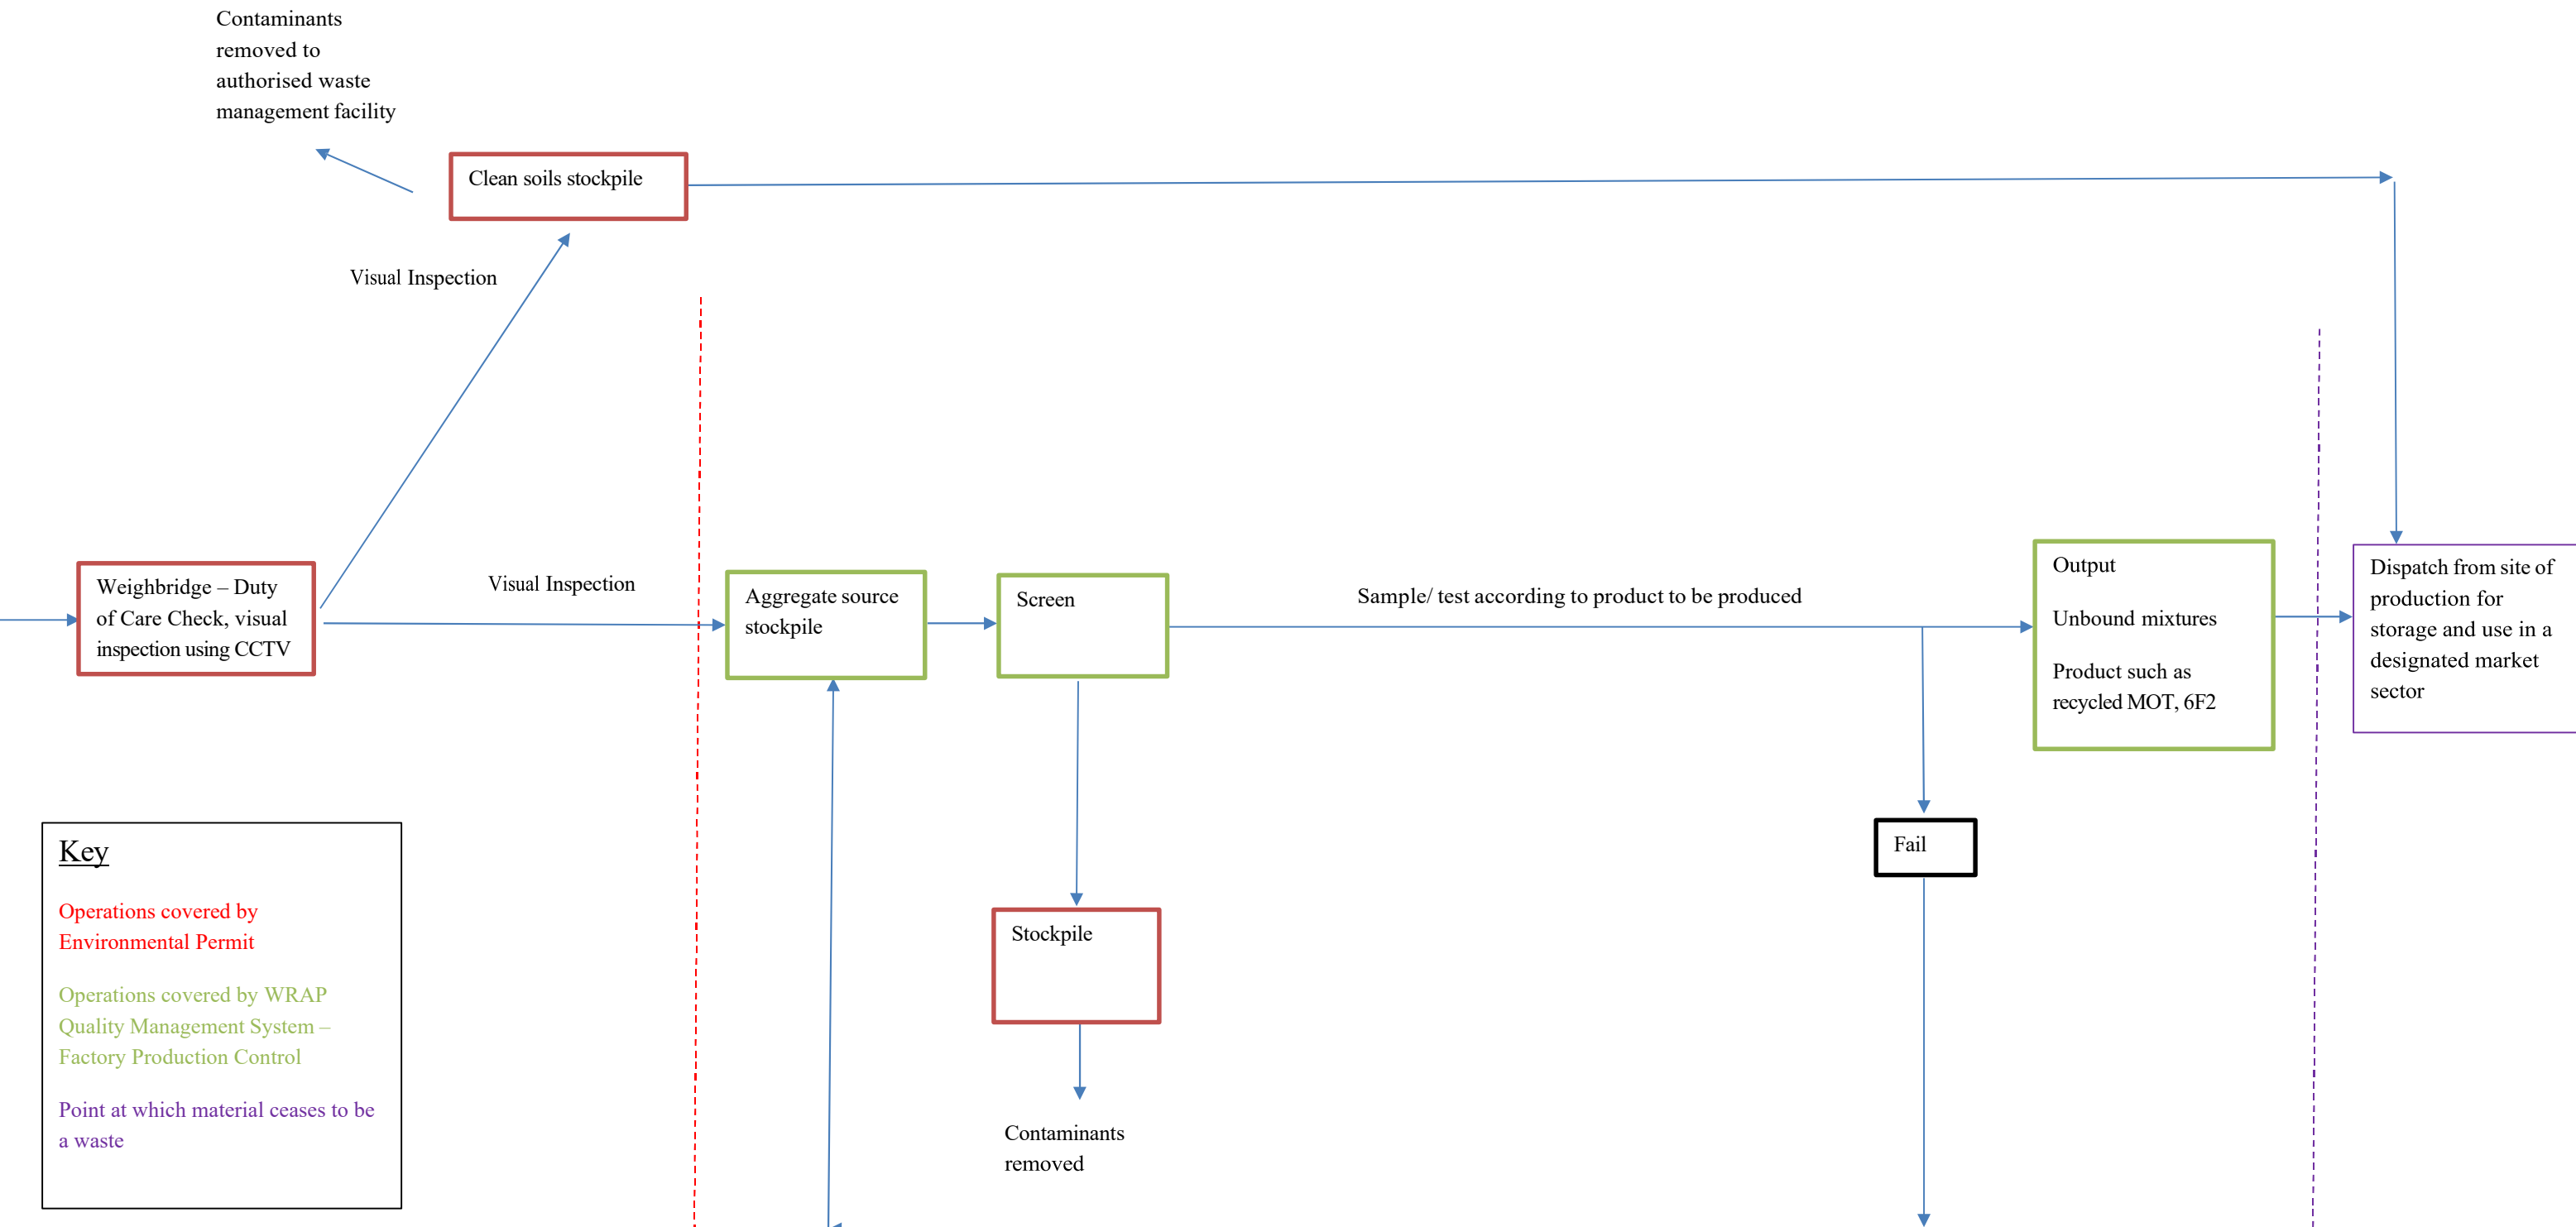 Contaminants
removed to
authorised waste
management facility
Clean soils stockpile
Visual Inspection
Weighbridge – Duty
of Care Check, visual
inspection using CCTV
Visual Inspection
Aggregate source
stockpile
Screen
Sample/ test according to product to be produced
Output
Unbound mixtures
Product such as
recycled MOT, 6F2
Dispatch from site of
production for
storage and use in a
designated market
sector
Fail
Stockpile
Contaminants
removed
Key
Operations covered by
Environmental Permit
Operations covered by WRAP
Quality Management System –
Factory Production Control
Point at which material ceases to be
a waste